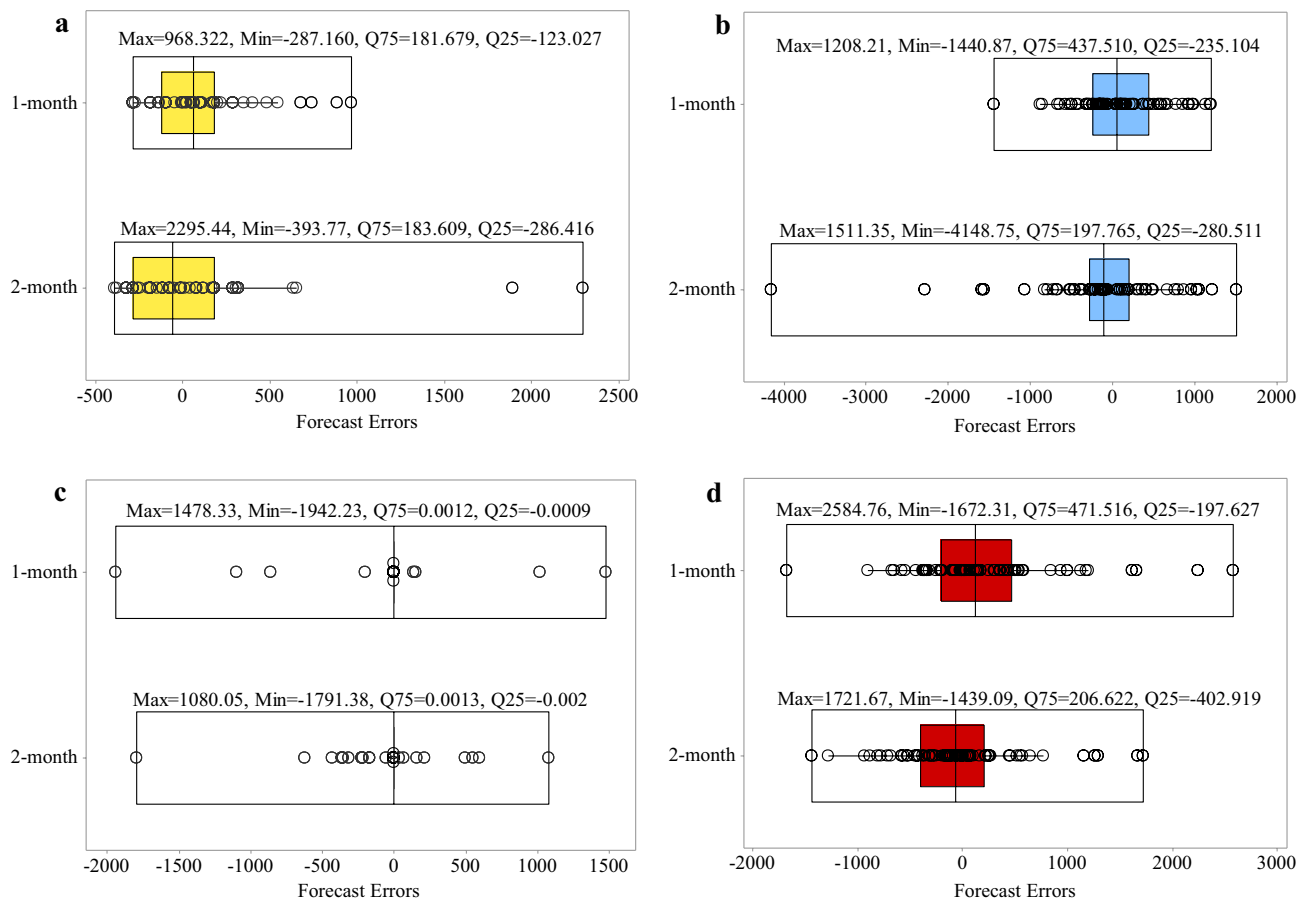 a
Max=968.322, Min=-287.160, Q75=181.679, Q25=-123.027
1-month
Max=2295.44, Min=-393.77, Q75=183.609, Q25=-286.416
2-month
-500 0 500 1000 1500 2000 2500
Forecast Errors
b
Max=1208.21, Min=-1440.87, Q75=437.510, Q25=-235.104
1-month
Max=1511.35, Min=-4148.75, Q75=197.765, Q25=-280.511
2-month
-4000 -3000 -2000 -1000 0 1000 2000
Forecast Errors
c
Max=1478.33, Min=-1942.23, Q75=0.0012, Q25=-0.0009
1-month
Max=1080.05, Min=-1791.38, Q75=0.0013, Q25=-0.002
2-month
-2000 -1500 -1000 -500 0 500 1000 1500
Forecast Errors
d
Max=2584.76, Min=-1672.31, Q75=471.516, Q25=-197.627
1-month
Max=1721.67, Min=-1439.09, Q75=206.622, Q25=-402.919
2-month
-2000 -1000 0 1000 2000 3000
Forecast Errors